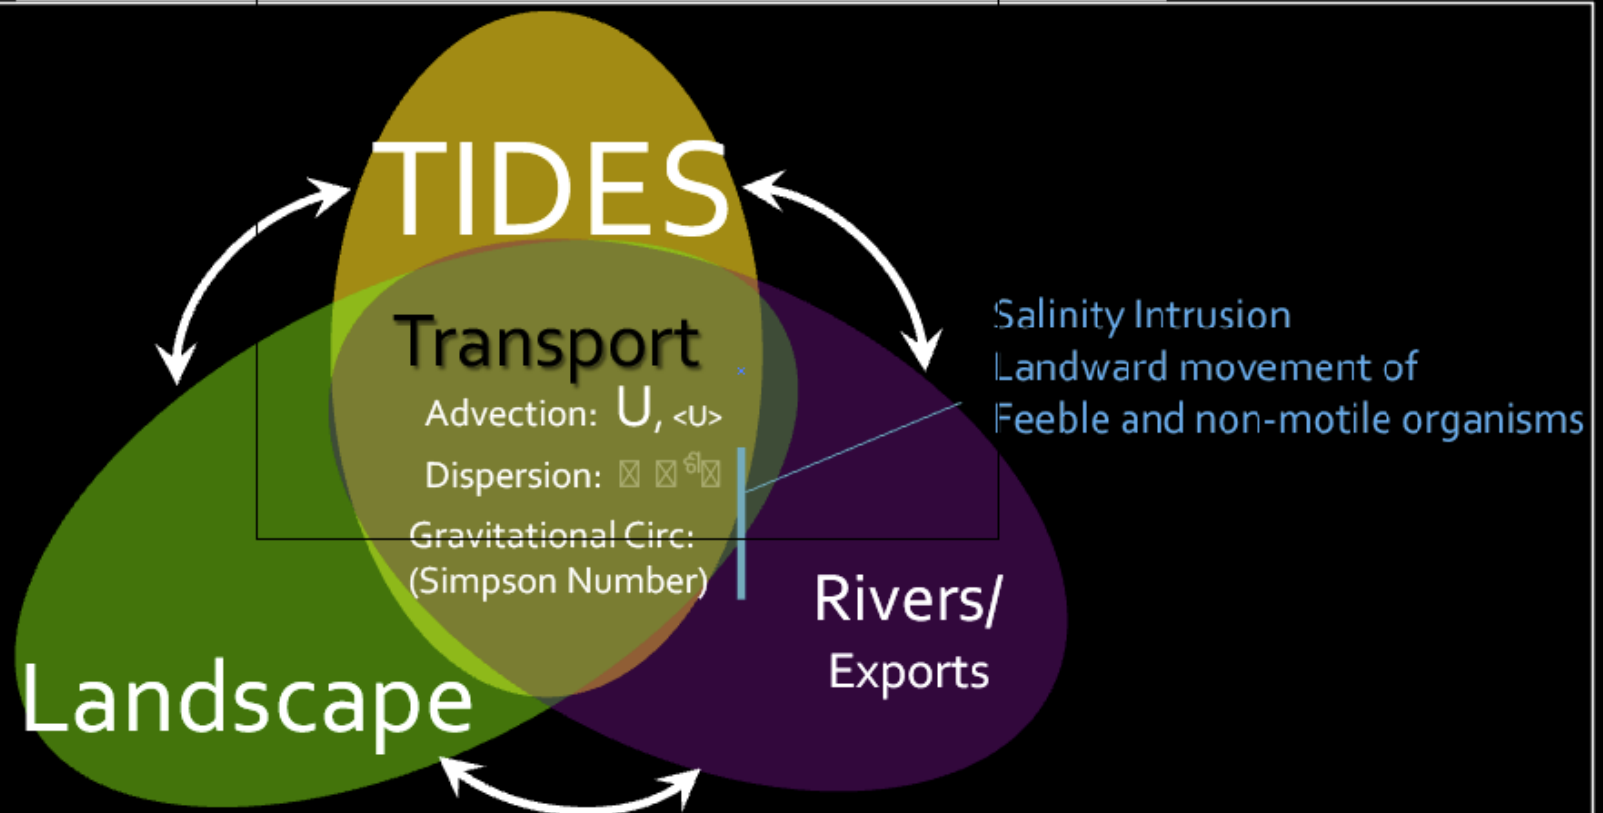 TIDES
Transport
Advection: U, <U>
Dispersion:
Gravitational Circ:
(Simpson Number)
Salinity Intrusion
Landward movement of
Feeble and non-motile organisms
Rivers/
Exports
Landscape